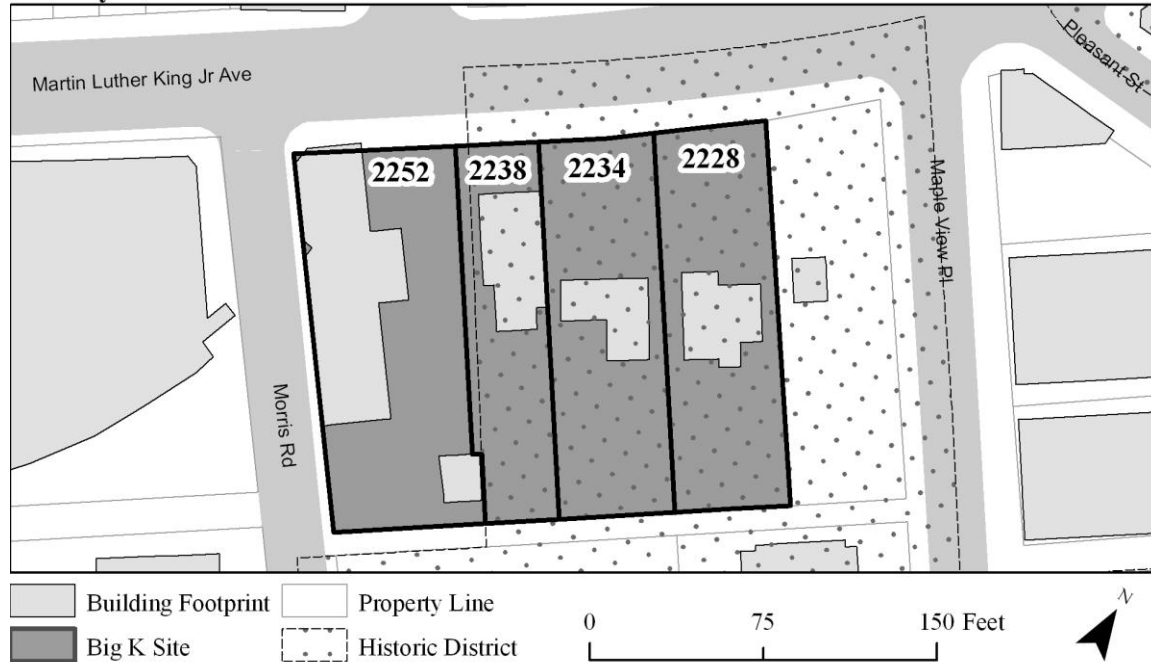 Martin Luther King Jr Ave
Pleasant St
2252
2238
2234
2228
Maple View Pl
Morris Rd
Building Footprint
Property Line
0
75
150 Feet
N
Big K Site
Historic District